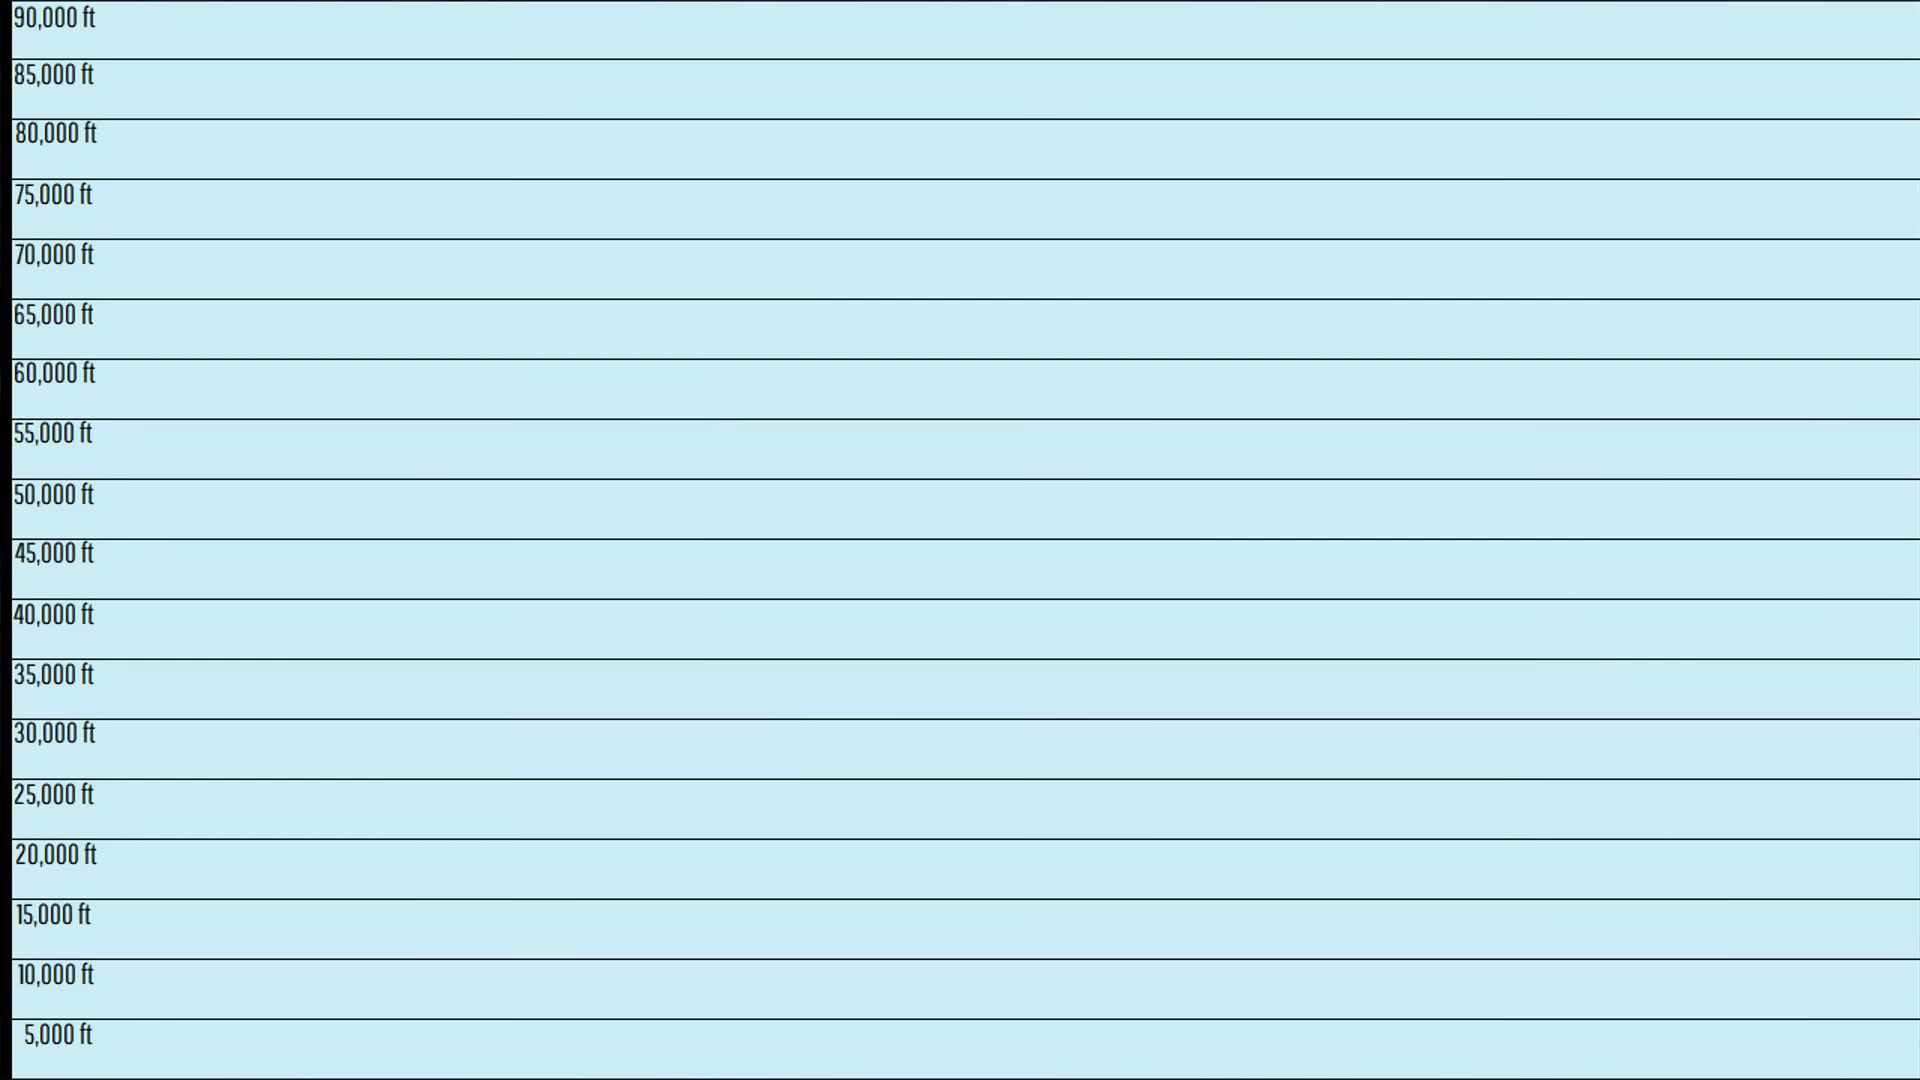 90,000 ft
85,000 ft
80,000 ft
75,000 ft
70,000 ft
65,000 ft
60,000 ft
55,000 ft
50,000 ft
45,000 ft
40,000 ft
35,000 ft
30,000 ft
25,000 ft
20,000 ft
15,000 ft
10,000 ft
5,000 ft